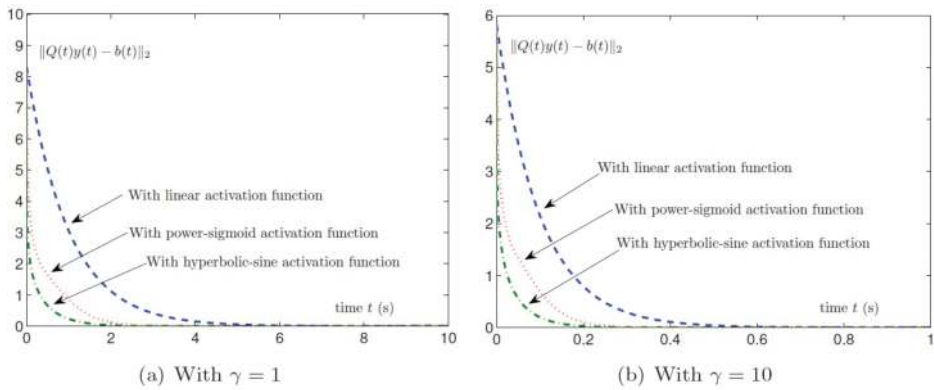 10
9
8
7
6
5
4
3
2
1
0
‖Q(t)y(t) − b(t)‖₂
With linear activation function
With power-sigmoid activation function
With hyperbolic-sine activation function
time t (s)
0 2 4 6 8 10
(a) With γ = 1
6
5
4
3
2
1
0
‖Q(t)y(t) − b(t)‖₂
With linear activation function
With power-sigmoid activation function
With hyperbolic-sine activation function
time t (s)
0 0.2 0.4 0.6 0.8 1
(b) With γ = 10